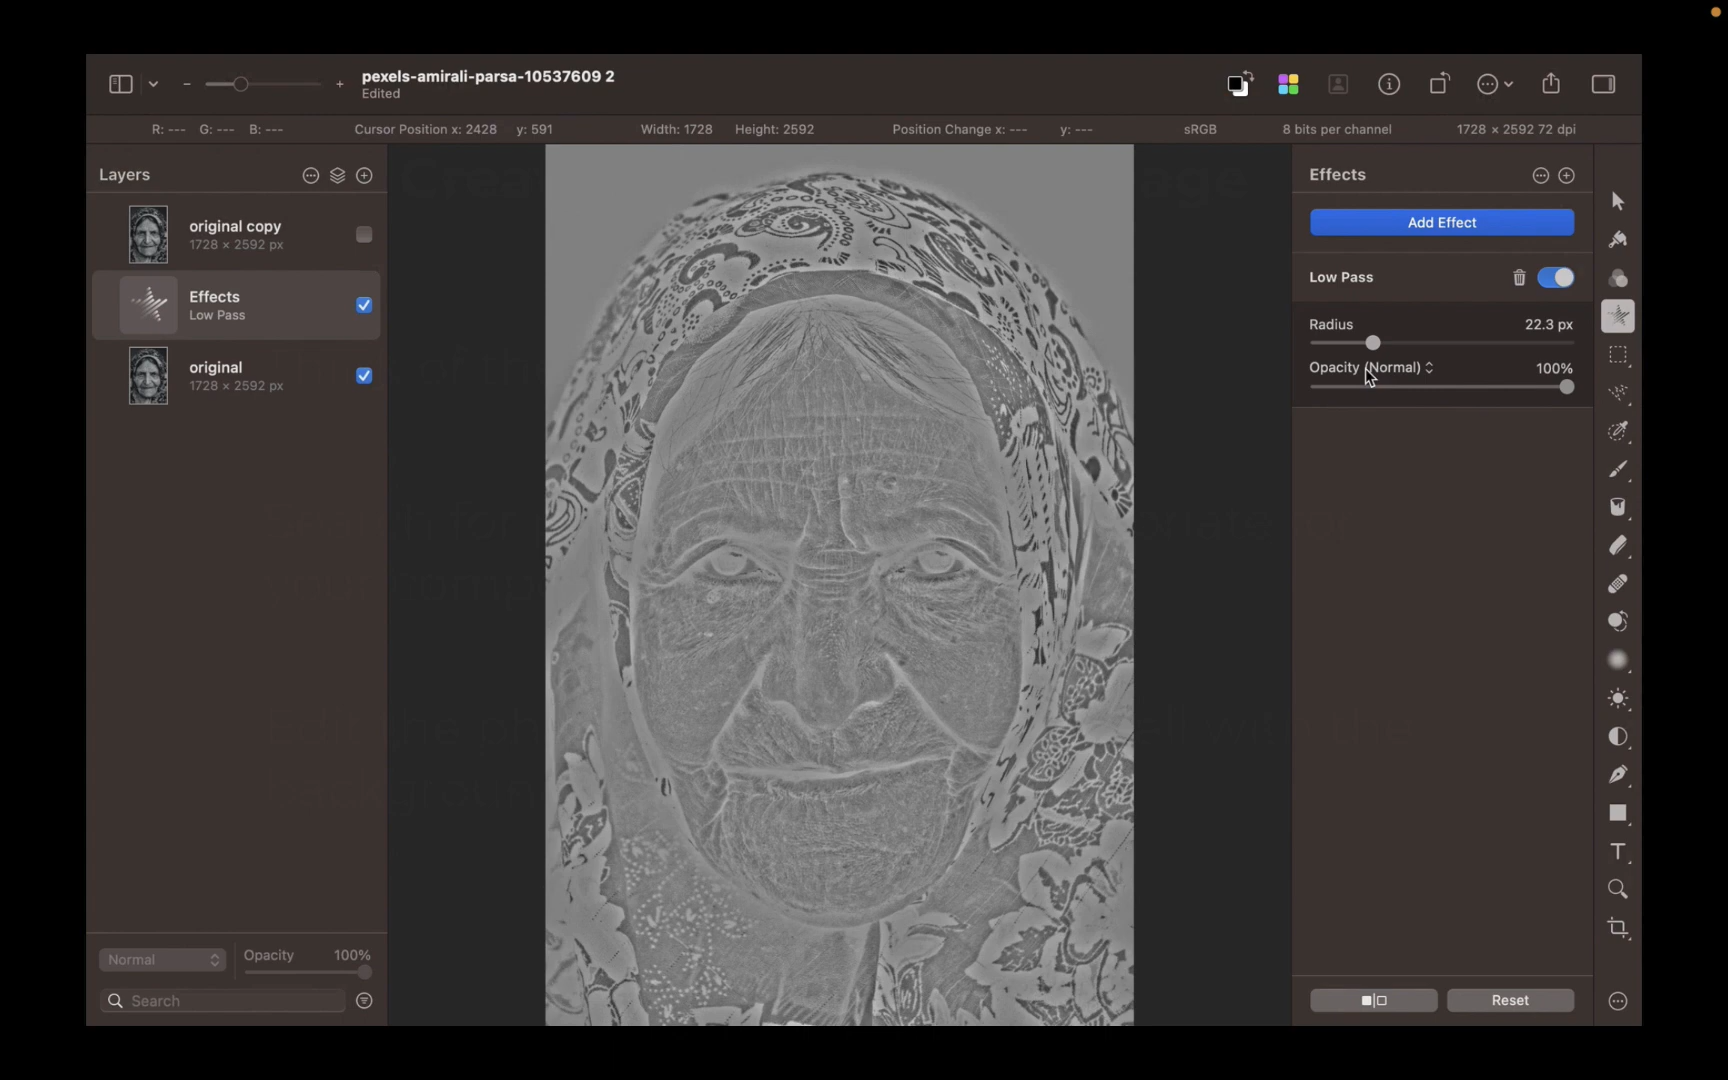 pexels-amirali-parsa-10537609 2
Edited
R: --- G: --- B: --- Cursor Position x: 2428 y: 591 Width: 1728 Height: 2592 Position Change x: --- y: --- sRGB 8 bits per channel 1728 × 2592 72 dpi
Layers
original copy
1728 × 2592 px
Effects
Low Pass
original
1728 × 2592 px
Normal
Opacity 100%
Search
Effects
Add Effect
Low Pass
Radius 22.3 px
Opacity (Normal) 100%
Reset